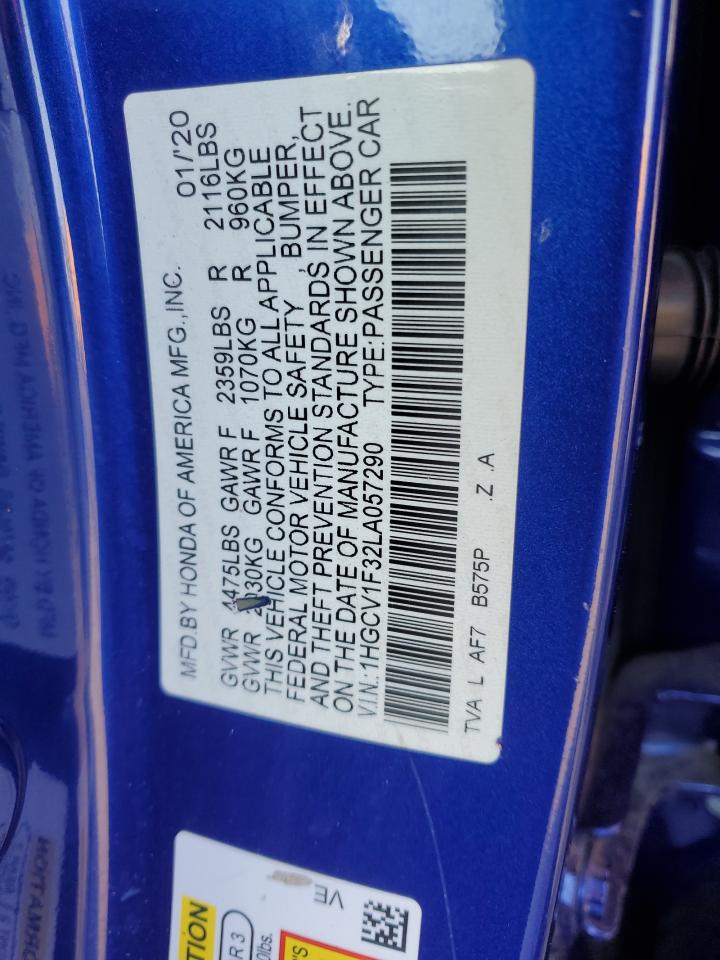 MFD.BY HONDA OF AMERICA MFG.,INC. 01/'20
GVWR 4475LBS GAWR F 2359LBS R 2116LBS
GVWR 2030KG GAWR F 1070KG R 960KG
THIS VEHICLE CONFORMS TO ALL APPLICABLE
FEDERAL MOTOR VEHICLE SAFETY , BUMPER,
AND THEFT PREVENTION STANDARDS IN EFFECT
ON THE DATE OF MANUFACTURE SHOWN ABOVE.
V.I.N.:1HGCV1F32LA057290 TYPE:PASSENGER CAR
TVA L AF7 B575P .Z .A
VE